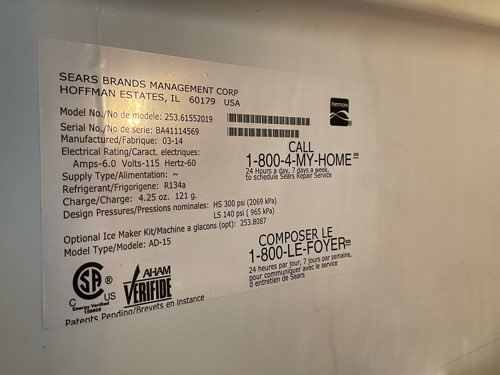 SEARS BRANDS MANAGEMENT CORP
HOFFMAN ESTATES, IL 60179 USA
Kenmore
Model No./No de modele: 253.61552019
Serial No./No de série: BA41114569
Manufactured/Fabrique: 03-14
Electrical Rating/Caract. electriques:
Amps-6.0 Volts-115 Hertz-60
Supply Type/Alimentation: ~
Refrigerant/Frigorigene: R134a
Charge/Charge: 4.25 oz. 121 g.
Design Pressures/Pressions nominales: HS 300 psi (2069 kPa)
LS 140 psi ( 965 kPa)
Optional Ice Maker Kit/Machine a glacons (opt): 253.8087
Model Type/Modele: AD-15
CALL
1-800-4-MY-HOME
24 Hours a day, 7 days a week,
to schedule Sears Repair Service
COMPOSER LE
1-800-LE-FOYER
24 heures par jour, 7 jours par semaine,
pour communiquer avec le service
d entretien de Sears
SA ®
C US
Energy Verified
AHAM
VERIFIDE
Patents Pending/Brevets en instance